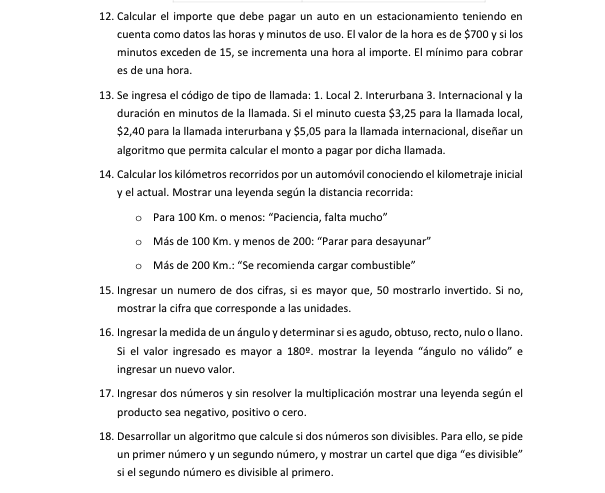 12. Calcular el importe que debe pagar un auto en un estacionamiento teniendo en
cuenta como datos las horas y minutos de uso. El valor de la hora es de $700 y si los
minutos exceden de 15, se incrementa una hora al importe. El mínimo para cobrar
es de una hora.
13. Se ingresa el código de tipo de llamada: 1. Local 2. Interurbana 3. Internacional y la
duración en minutos de la llamada. Si el minuto cuesta $3,25 para la llamada local,
$2,40 para la llamada interurbana y $5,05 para la llamada internacional, diseñar un
algoritmo que permita calcular el monto a pagar por dicha llamada.
14. Calcular los kilómetros recorridos por un automóvil conociendo el kilometraje inicial
y el actual. Mostrar una leyenda según la distancia recorrida:
o Para 100 Km. o menos: “Paciencia, falta mucho”
o Más de 100 Km. y menos de 200: “Parar para desayunar”
o Más de 200 Km.: “Se recomienda cargar combustible”
15. Ingresar un numero de dos cifras, si es mayor que, 50 mostrarlo invertido. Si no,
mostrar la cifra que corresponde a las unidades.
16. Ingresar la medida de un ángulo y determinar si es agudo, obtuso, recto, nulo o llano.
Si el valor ingresado es mayor a 180º. mostrar la leyenda “ángulo no válido” e
ingresar un nuevo valor.
17. Ingresar dos números y sin resolver la multiplicación mostrar una leyenda según el
producto sea negativo, positivo o cero.
18. Desarrollar un algoritmo que calcule si dos números son divisibles. Para ello, se pide
un primer número y un segundo número, y mostrar un cartel que diga “es divisible”
si el segundo número es divisible al primero.